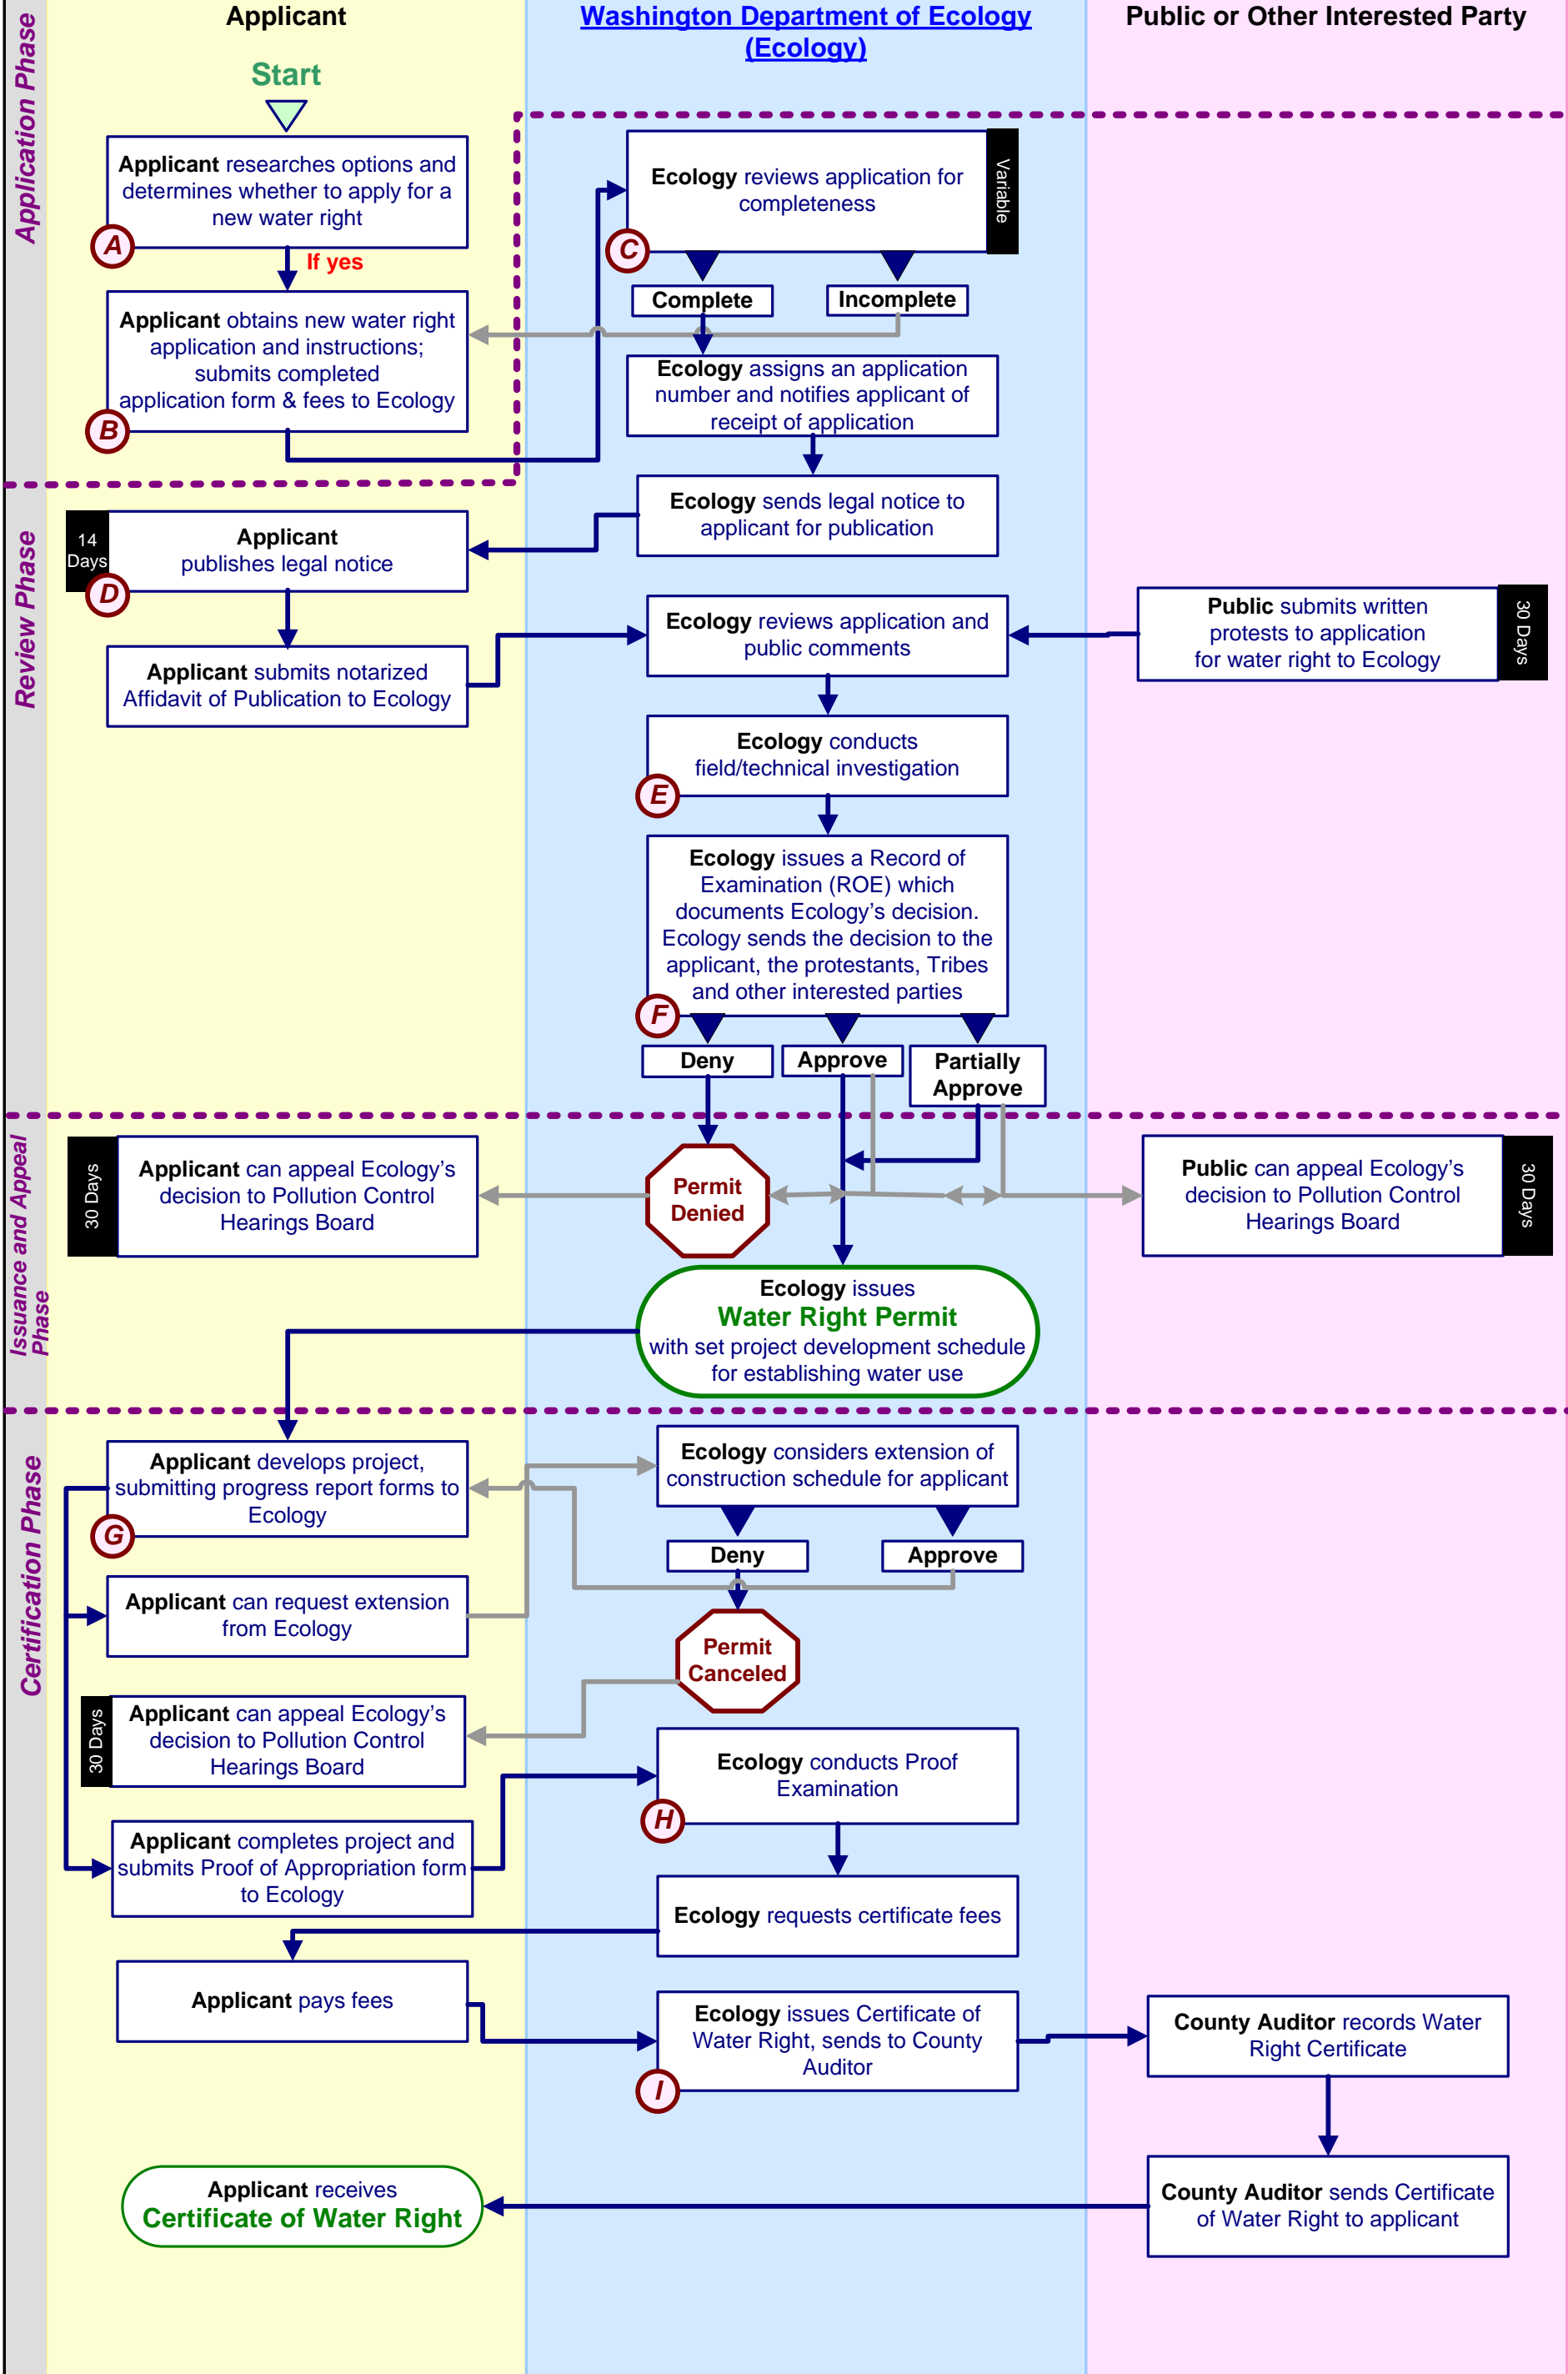 Applicant
Washington Department of Ecology
(Ecology)
Public or Other Interested Party
Application Phase
Start
Applicant researches options and
determines whether to apply for a
new water right
A
If yes
Applicant obtains new water right
application and instructions;
submits completed
application form & fees to Ecology
B
Ecology reviews application for
completeness
Variable
C
Complete
Incomplete
Ecology assigns an application
number and notifies applicant of
receipt of application
Ecology sends legal notice to
applicant for publication
Review Phase
14
Days
Applicant
publishes legal notice
D
Applicant submits notarized
Affidavit of Publication to Ecology
Ecology reviews application and
public comments
Public submits written
protests to application
for water right to Ecology
30 Days
Ecology conducts
field/technical investigation
E
Ecology issues a Record of
Examination (ROE) which
documents Ecology’s decision.
Ecology sends the decision to the
applicant, the protestants, Tribes
and other interested parties
F
Deny
Approve
Partially
Approve
Issuance and Appeal
Phase
30 Days
Applicant can appeal Ecology’s
decision to Pollution Control
Hearings Board
Permit
Denied
Public can appeal Ecology’s
decision to Pollution Control
Hearings Board
30 Days
Ecology issues
Water Right Permit
with set project development schedule
for establishing water use
Certification Phase
Applicant develops project,
submitting progress report forms to
Ecology
G
Ecology considers extension of
construction schedule for applicant
Deny
Approve
Applicant can request extension
from Ecology
Permit
Canceled
30 Days
Applicant can appeal Ecology’s
decision to Pollution Control
Hearings Board
Ecology conducts Proof
Examination
H
Applicant completes project and
submits Proof of Appropriation form
to Ecology
Ecology requests certificate fees
Applicant pays fees
Ecology issues Certificate of
Water Right, sends to County
Auditor
I
County Auditor records Water
Right Certificate
County Auditor sends Certificate
of Water Right to applicant
Applicant receives
Certificate of Water Right